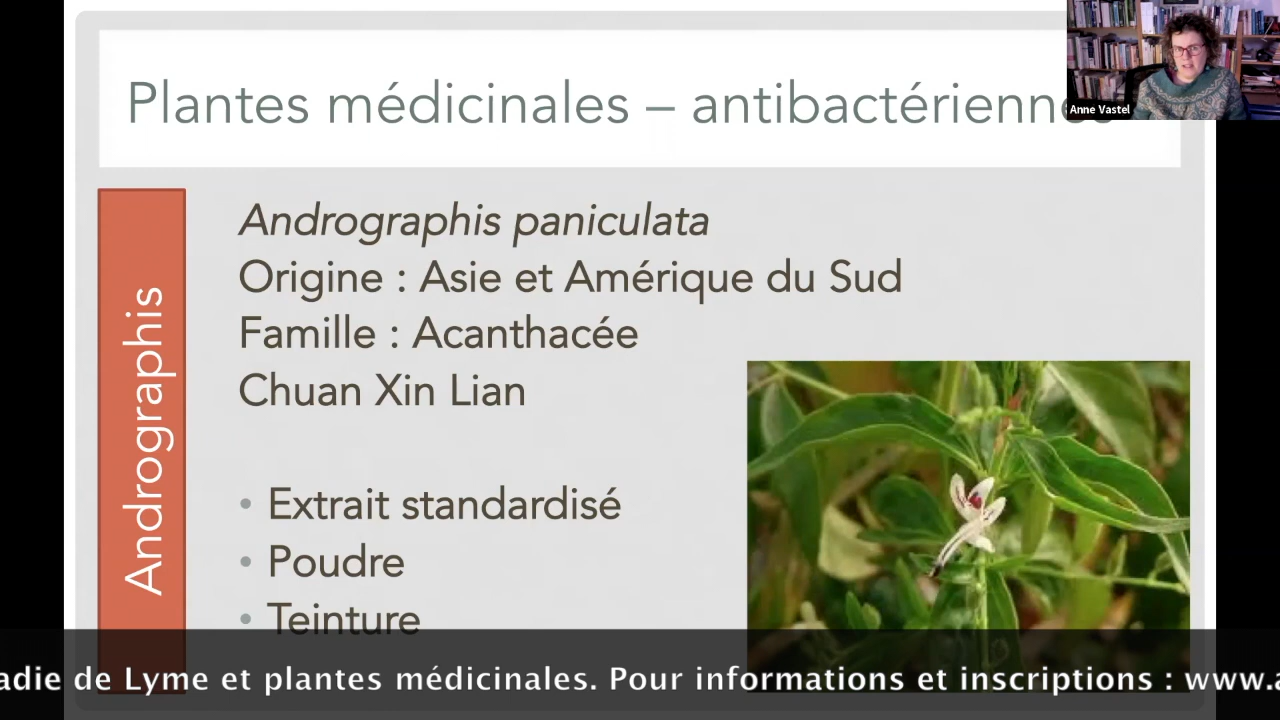 Plantes médicinales – antibactériennes
Anne Vastel
Andrographis
Andrographis paniculata
Origine : Asie et Amérique du Sud
Famille : Acanthacée
Chuan Xin Lian
• Extrait standardisé
• Poudre
• Teinture
adie de Lyme et plantes médicinales. Pour informations et inscriptions : www.a